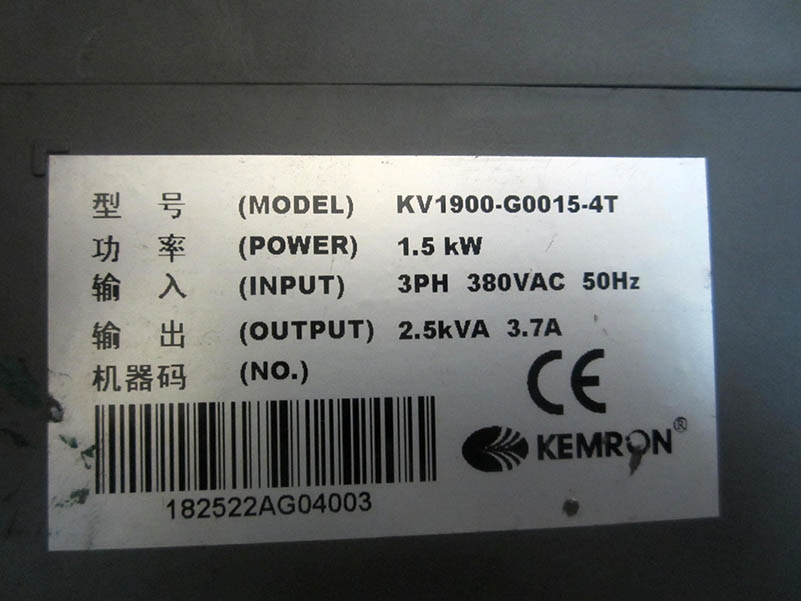 型 号 (MODEL) KV1900-G0015-4T
功 率 (POWER) 1.5 kW
输 入 (INPUT) 3PH 380VAC 50Hz
输 出 (OUTPUT) 2.5kVA 3.7A
机器码 (NO.)
CE
KEMRON®
182522AG04003